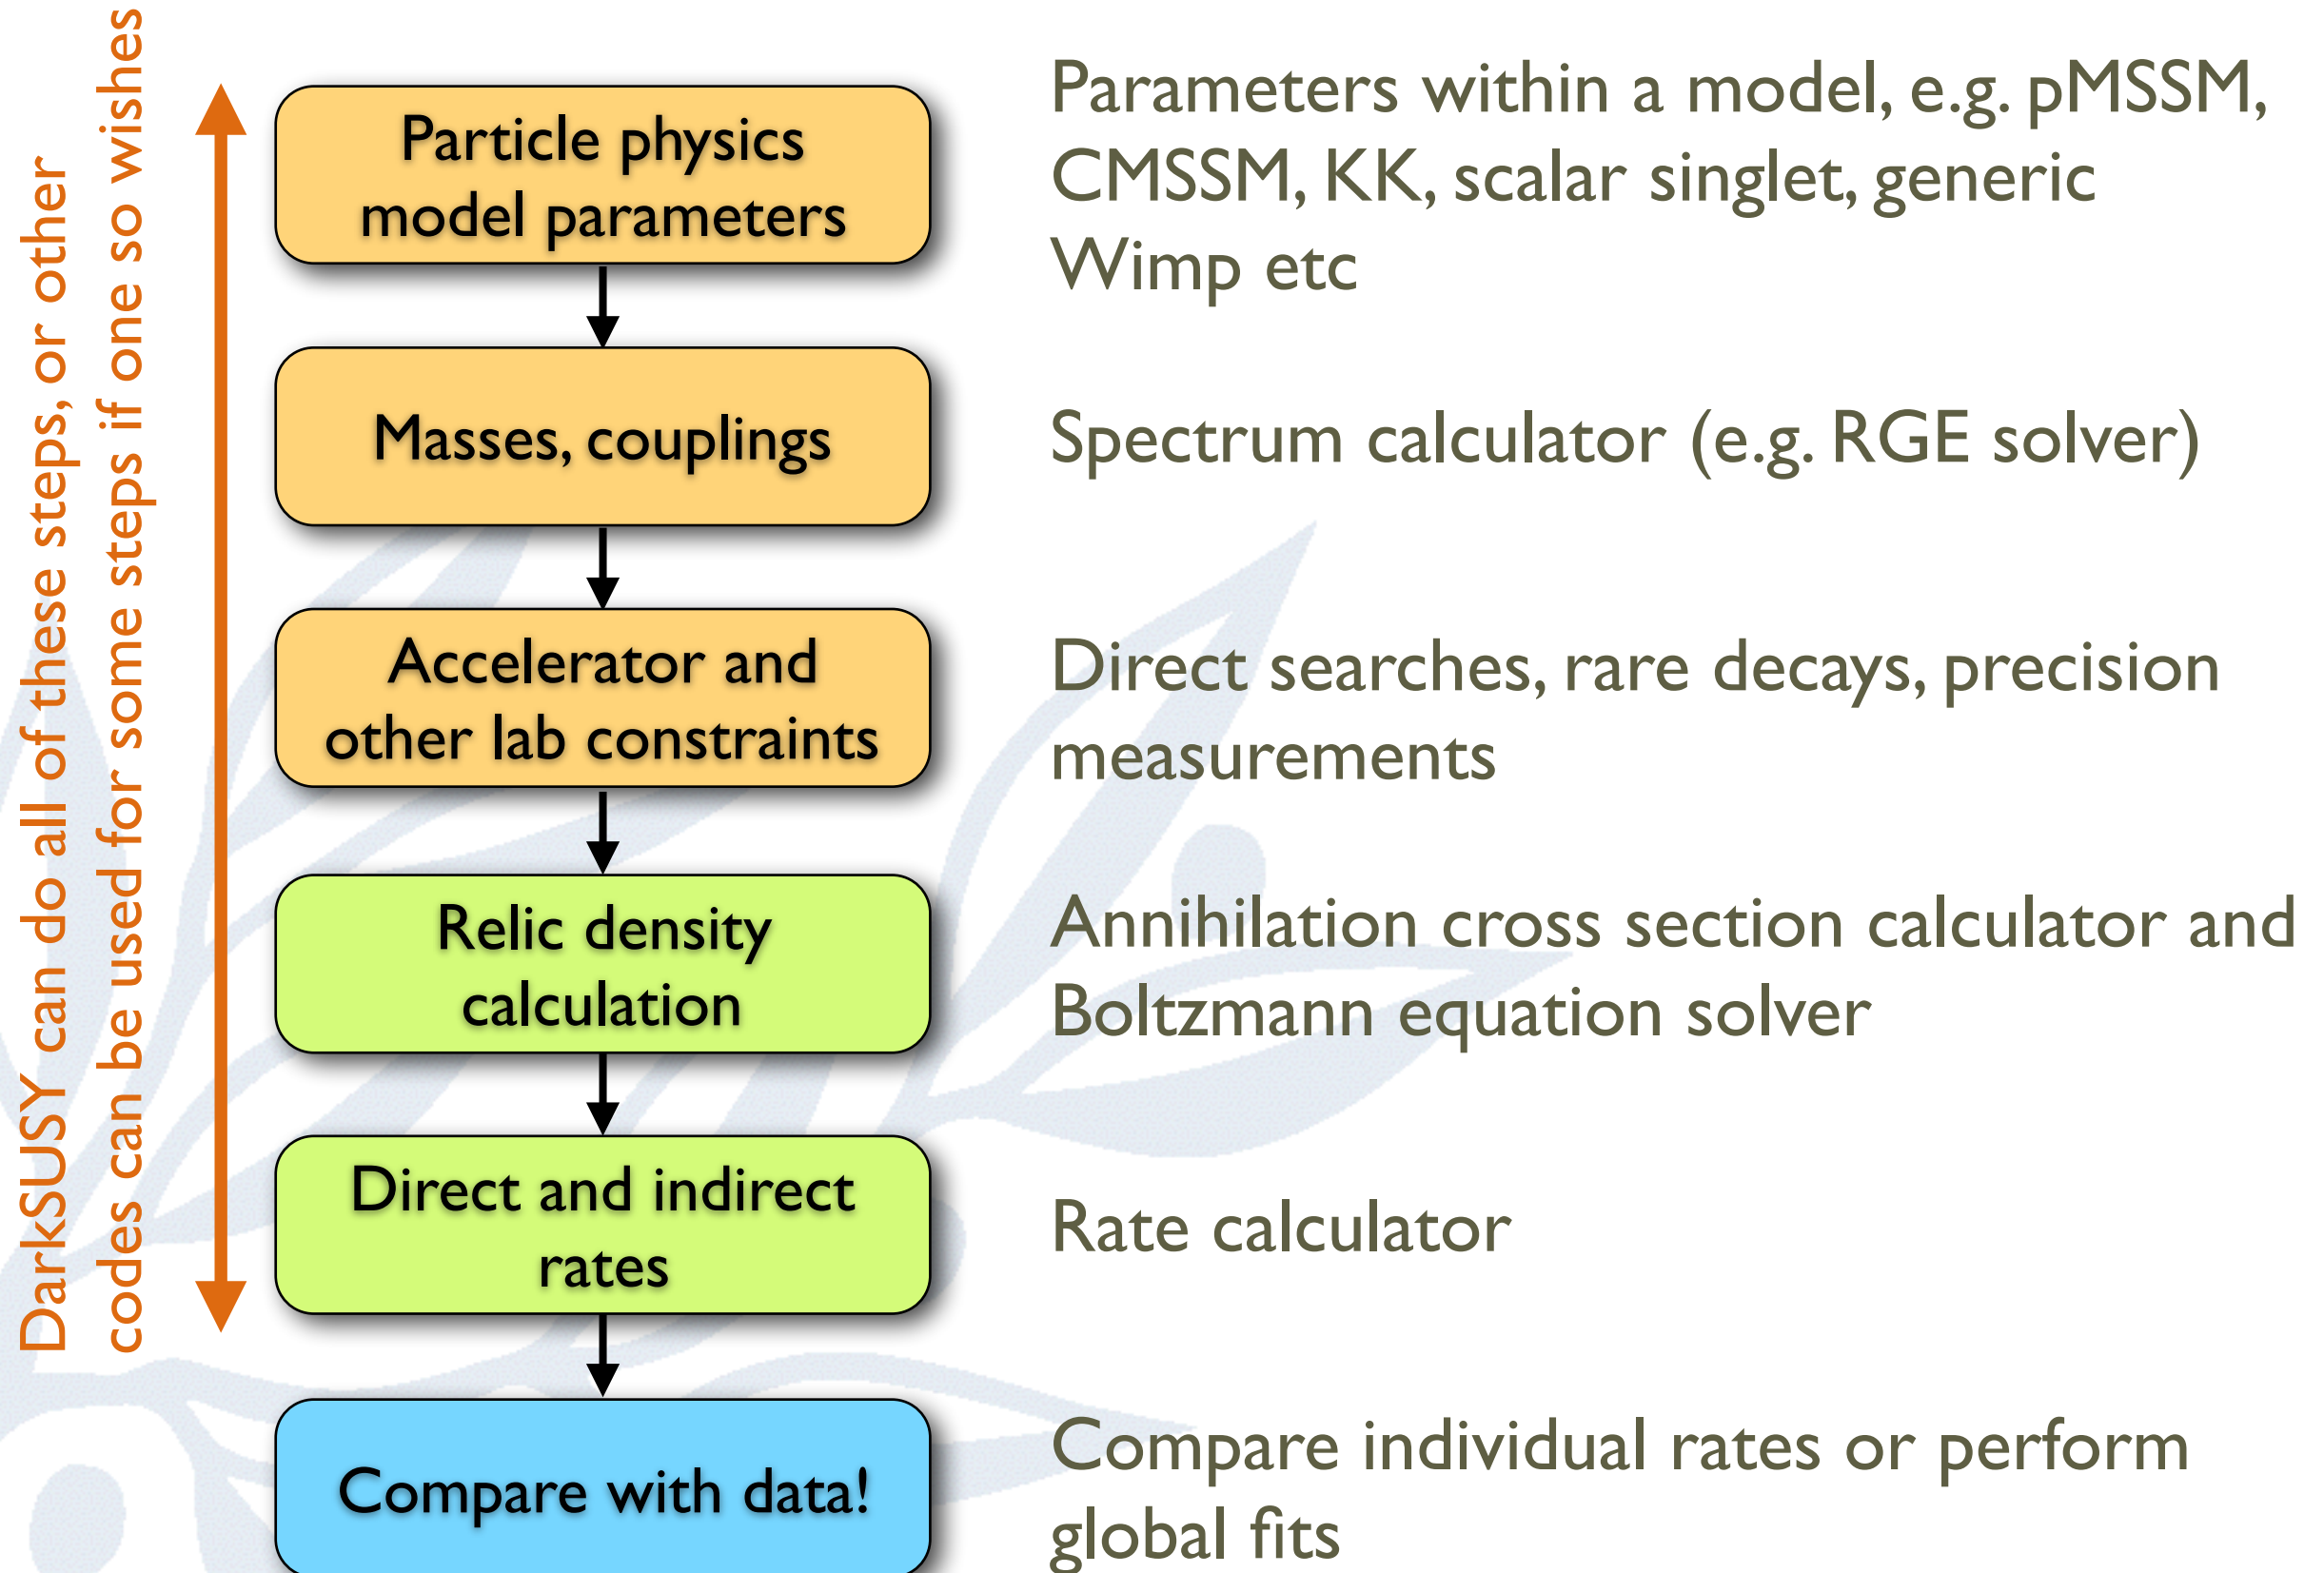 DarkSUSY can do all of these steps, or other
codes can be used for some steps if one so wishes
Particle physics
model parameters
Parameters within a model, e.g. pMSSM,
CMSSM, KK, scalar singlet, generic
Wimp etc
Masses, couplings
Spectrum calculator (e.g. RGE solver)
Accelerator and
other lab constraints
Direct searches, rare decays, precision
measurements
Relic density
calculation
Annihilation cross section calculator and
Boltzmann equation solver
Direct and indirect
rates
Rate calculator
Compare with data!
Compare individual rates or perform
global fits